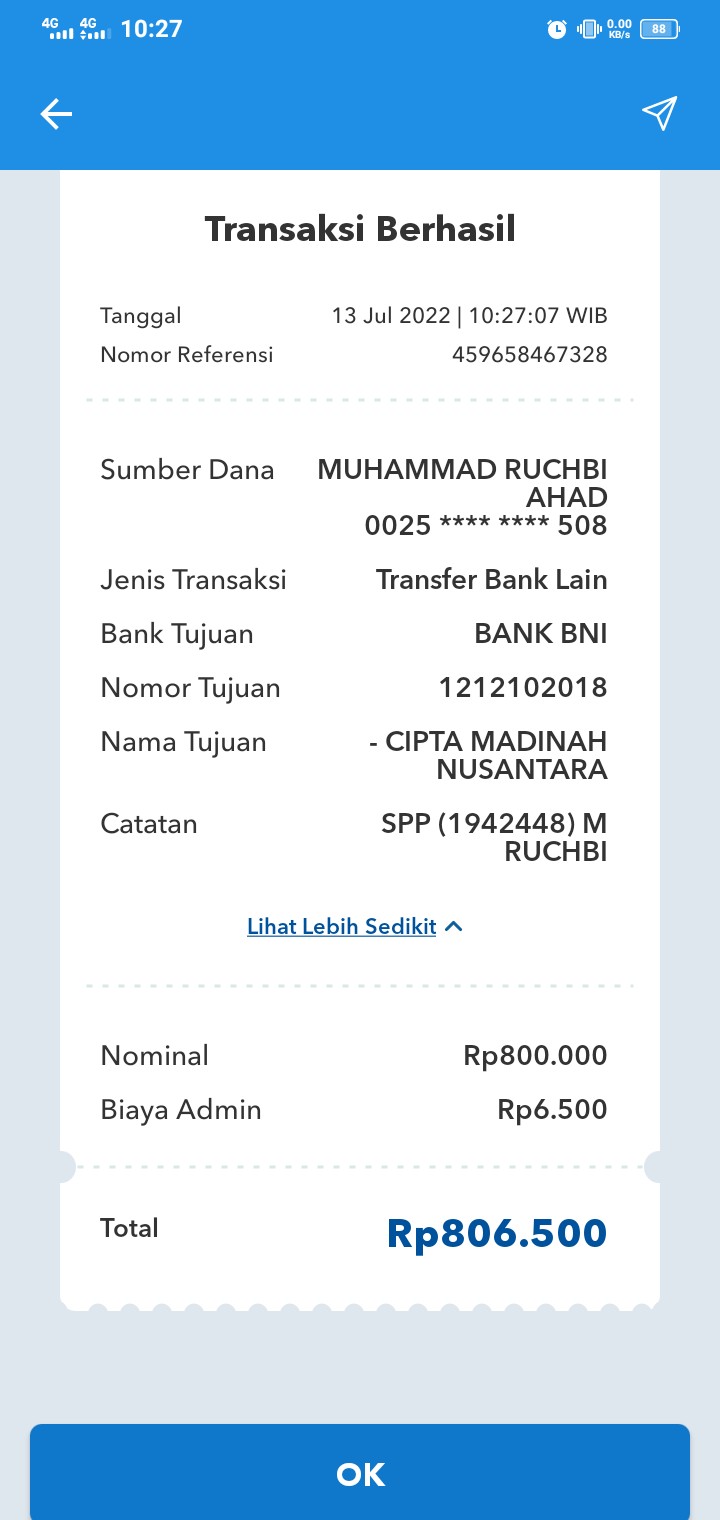 4G 4G 10:27 0.00 KB/s 88
Transaksi Berhasil
Tanggal 13 Jul 2022 | 10:27:07 WIB
Nomor Referensi 459658467328
Sumber Dana MUHAMMAD RUCHBI
AHAD
0025 **** **** 508
Jenis Transaksi Transfer Bank Lain
Bank Tujuan BANK BNI
Nomor Tujuan 1212102018
Nama Tujuan - CIPTA MADINAH
NUSANTARA
Catatan SPP (1942448) M
RUCHBI
Lihat Lebih Sedikit
Nominal Rp800.000
Biaya Admin Rp6.500
Total Rp806.500
OK